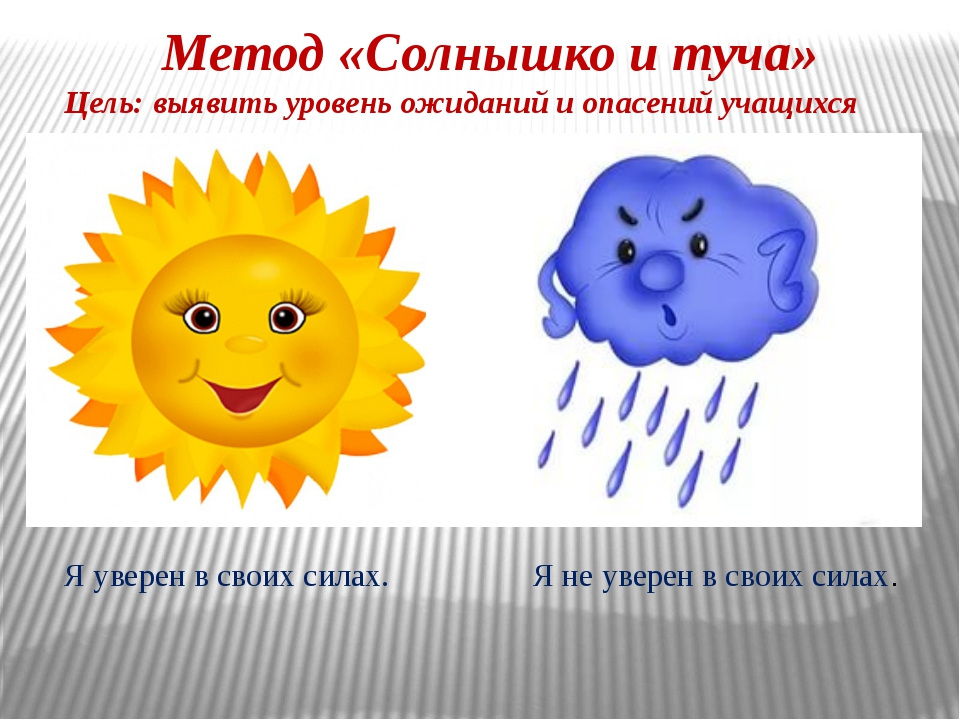 Метод «Солнышко и туча»
Цель: выявить уровень ожиданий и опасений учащихся
Я уверен в своих силах.
Я не уверен в своих силах.